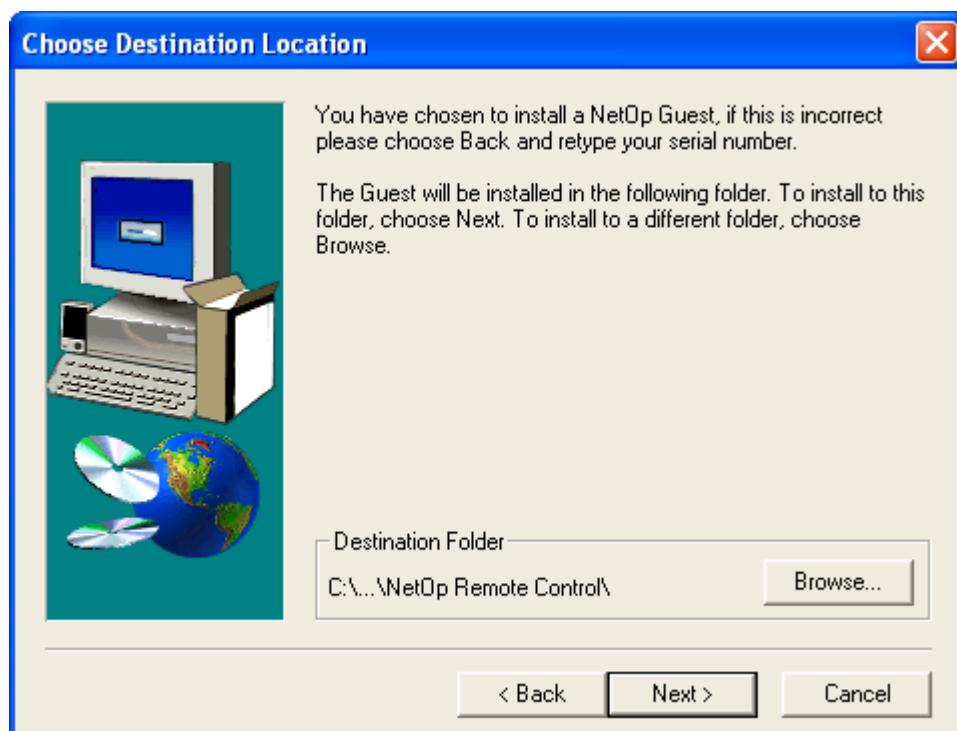 Choose Destination Location
You have chosen to install a NetOp Guest, if this is incorrect
please choose Back and retype your serial number.
The Guest will be installed in the following folder. To install to this
folder, choose Next. To install to a different folder, choose
Browse.
Destination Folder
C:\...\NetOp Remote Control\
Browse...
< Back
Next >
Cancel